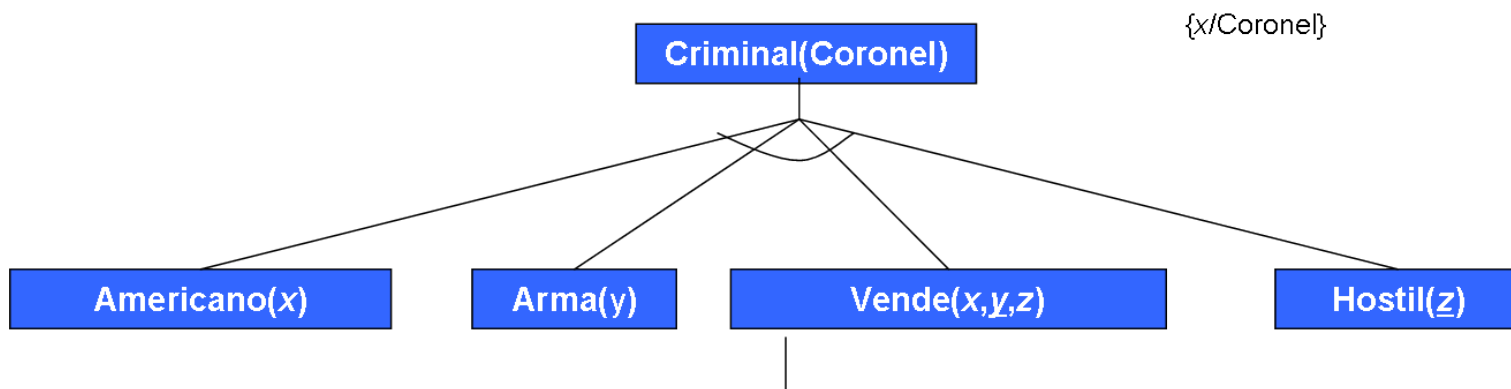 {x/Coronel}
Criminal(Coronel)
Americano(x)
Arma(y)
Vende(x,y,z)
Hostil(z)